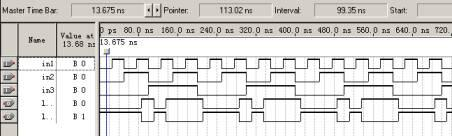 Master Time Bar: 13.675 ns Pointer: 113.02 ns Interval: 99.35 ns Start:
Name Value at 13.68 ns
0 ps 80.0 ns 160.0 ns 240.0 ns 320.0 ns 400.0 ns 480.0 ns 560.0 ns 640.0 ns 720.
13.675 ns
in1 B 0
in2 B 0
in3 B 0
1.. B 0
1.. B 1